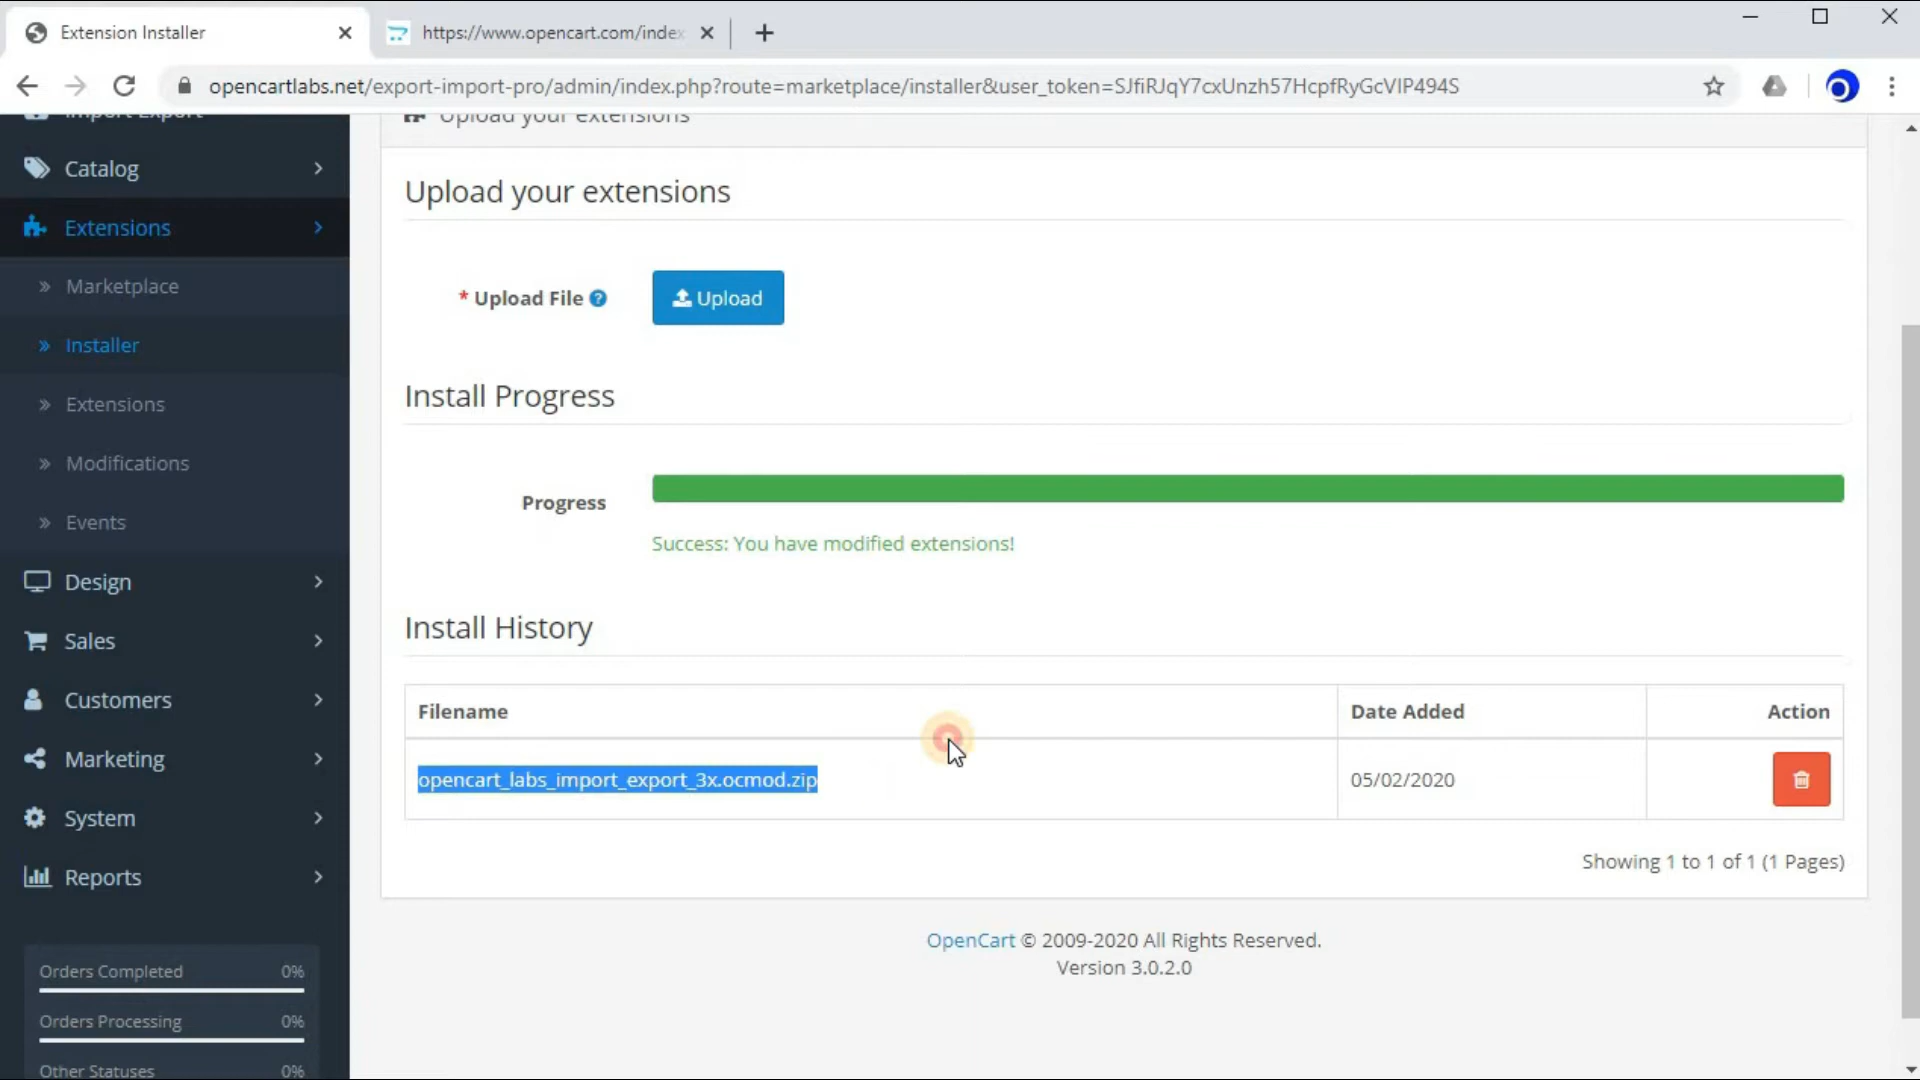 Extension Installer
https://www.opencart.com/index
opencartlabs.net/export-import-pro/admin/index.php?route=marketplace/installer&user_token=SJfiRJqY7cxUnzh57HcpfRyGcVIP494S
Import Export
Catalog
Extensions
Marketplace
Installer
Extensions
Modifications
Events
Design
Sales
Customers
Marketing
System
Reports
Orders Completed 0%
Orders Processing 0%
Other Statuses 0%
Upload your extensions
Upload your extensions
* Upload File ?
Upload
Install Progress
Progress
Success: You have modified extensions!
Install History
Filename Date Added Action
opencart_labs_import_export_3x.ocmod.zip 05/02/2020
Showing 1 to 1 of 1 (1 Pages)
OpenCart © 2009-2020 All Rights Reserved.
Version 3.0.2.0